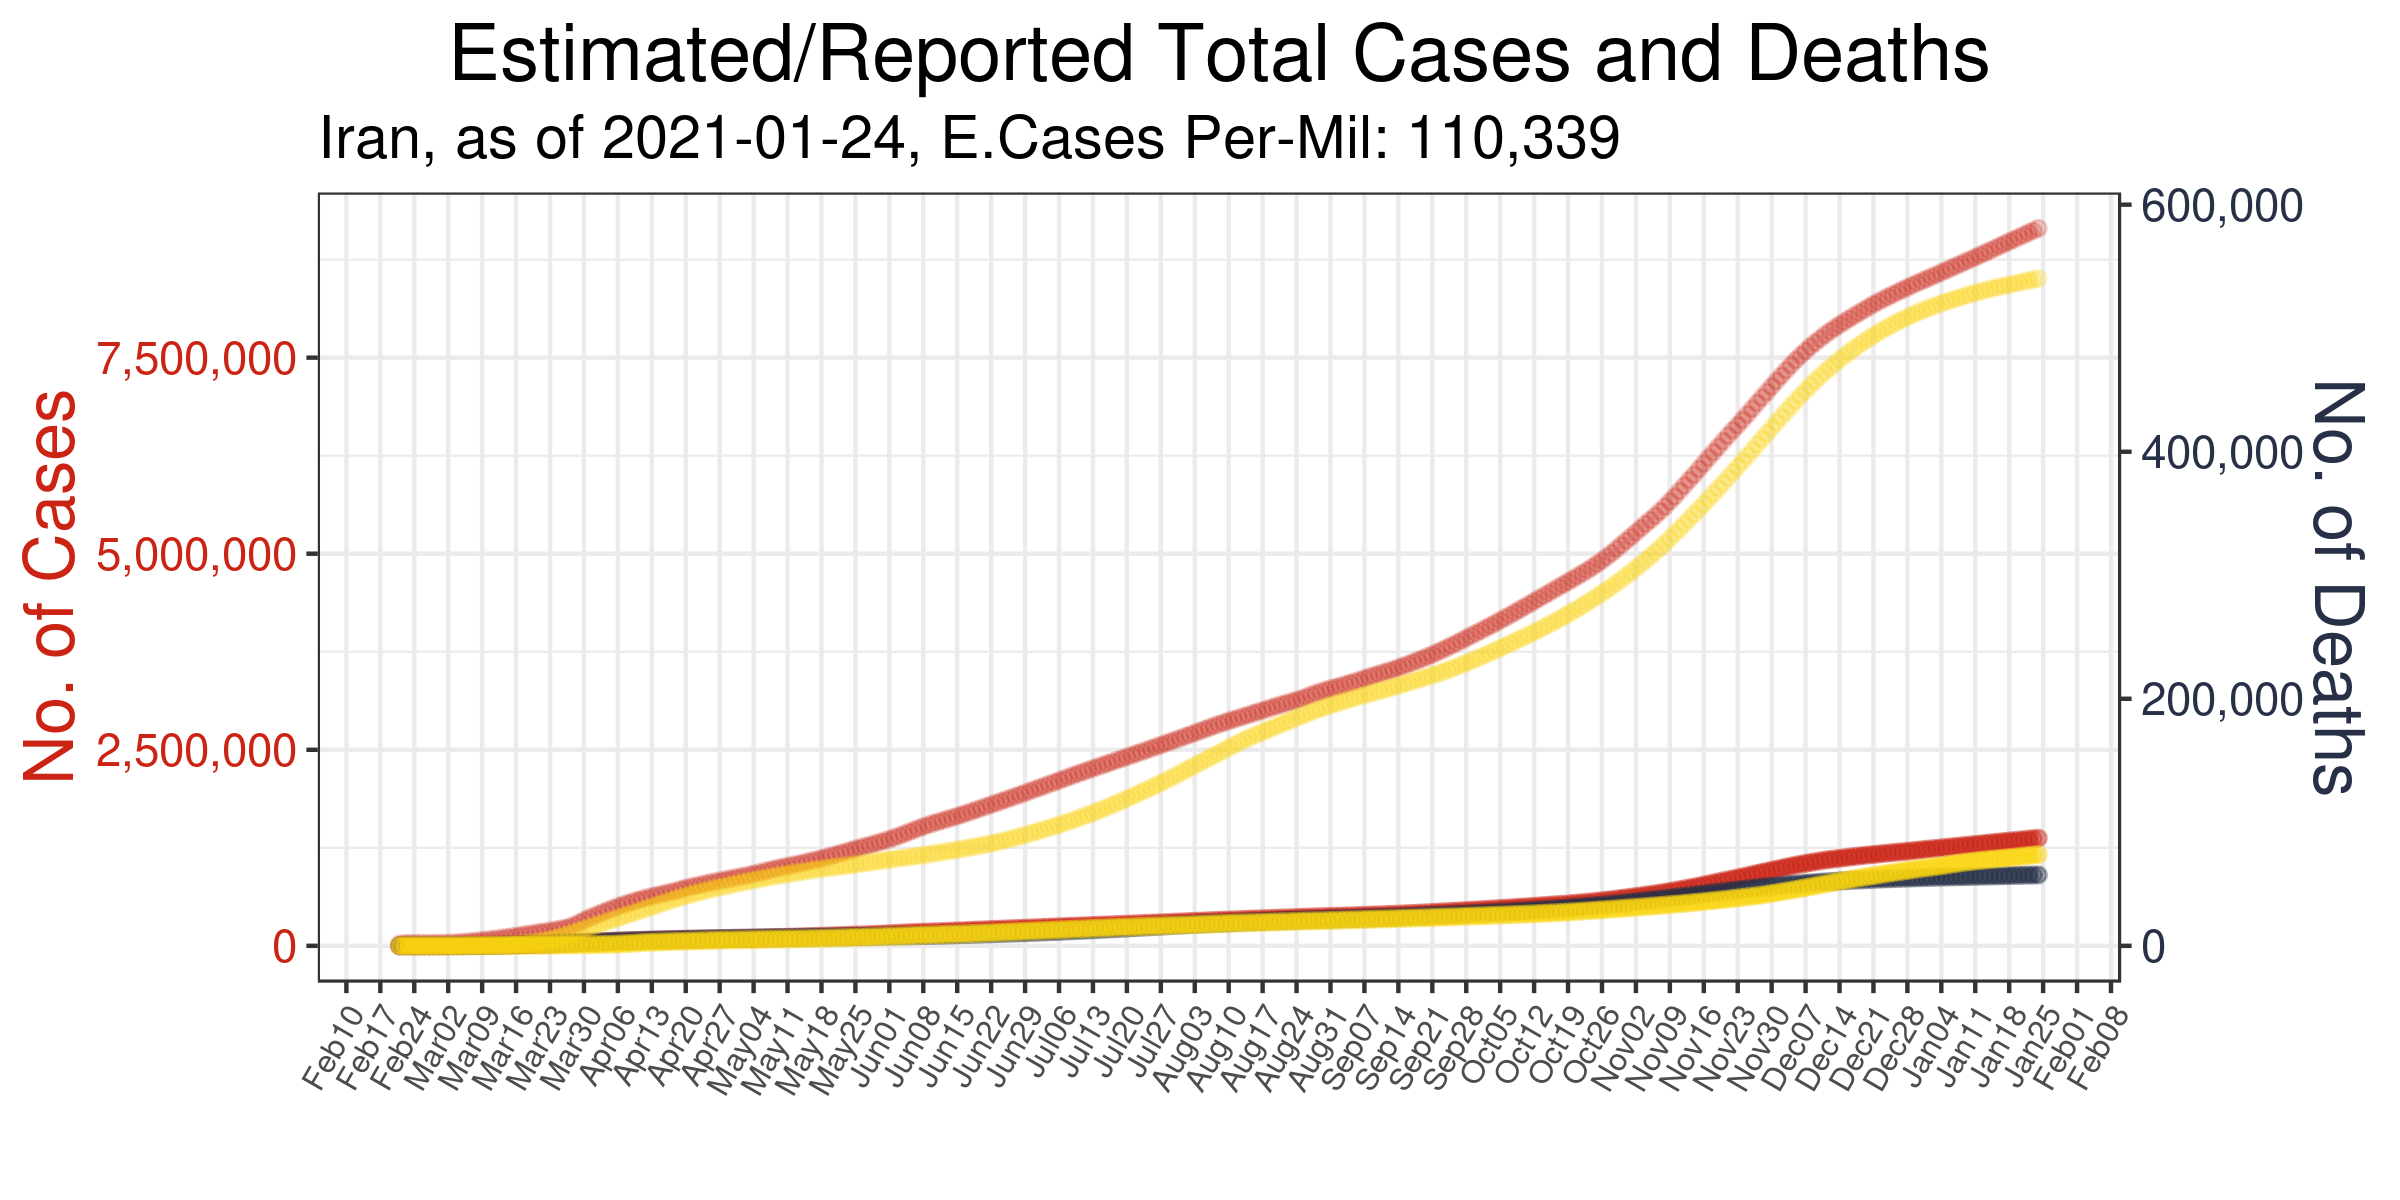 Estimated/Reported Total Cases and Deaths
Iran, as of 2021-01-24, E.Cases Per-Mil: 110,339
No. of Cases
7,500,000
5,000,000
2,500,000
0
600,000
400,000
200,000
0
No. of Deaths
Feb10
Feb17
Feb24
Mar02
Mar09
Mar16
Mar23
Mar30
Apr06
Apr13
Apr20
Apr27
May04
May11
May18
May25
Jun01
Jun08
Jun15
Jun22
Jun29
Jul06
Jul13
Jul20
Jul27
Aug03
Aug10
Aug17
Aug24
Aug31
Sep07
Sep14
Sep21
Sep28
Oct05
Oct12
Oct19
Oct26
Nov02
Nov09
Nov16
Nov23
Nov30
Dec07
Dec14
Dec21
Dec28
Jan04
Jan11
Jan18
Jan25
Feb01
Feb08